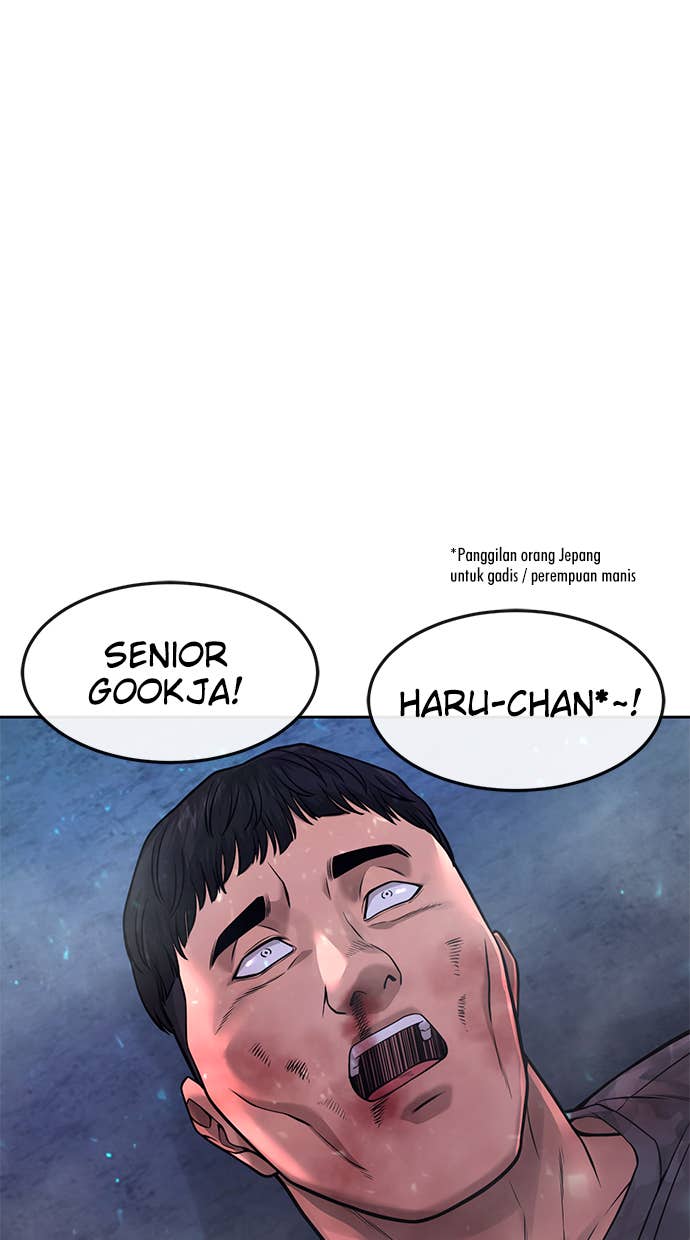 *Panggilan orang Jepang
untuk gadis / perempuan manis
SENIOR
GOOKJA!
HARU-CHAN*~!